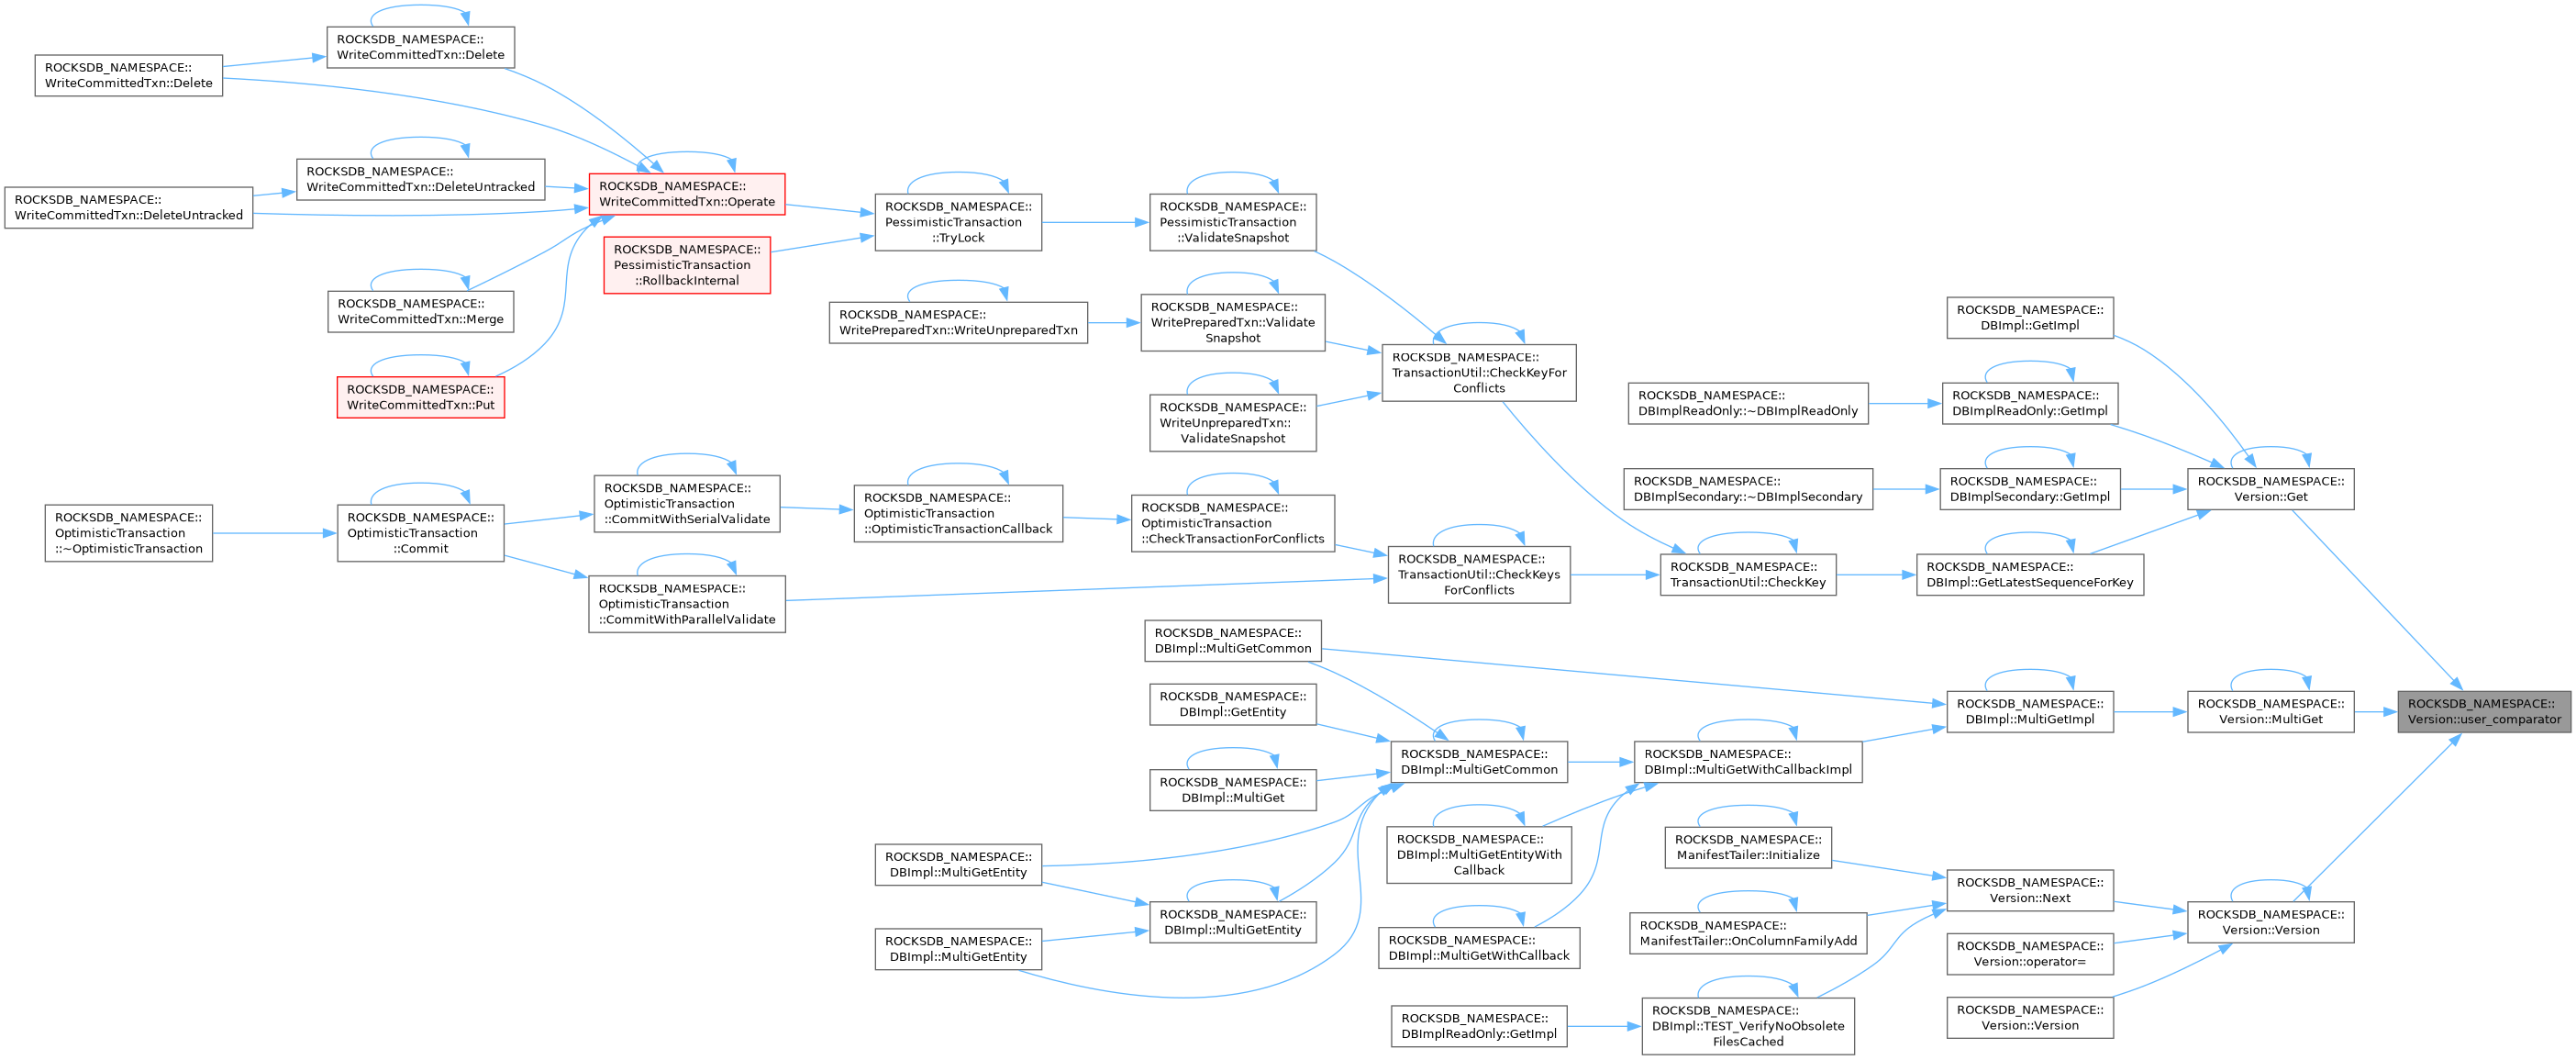 ROCKSDB_NAMESPACE::
WriteCommittedTxn::Delete
ROCKSDB_NAMESPACE::
WriteCommittedTxn::Delete
ROCKSDB_NAMESPACE::
WriteCommittedTxn::DeleteUntracked
ROCKSDB_NAMESPACE::
WriteCommittedTxn::DeleteUntracked
ROCKSDB_NAMESPACE::
WriteCommittedTxn::Operate
ROCKSDB_NAMESPACE::
PessimisticTransaction
::RollbackInternal
ROCKSDB_NAMESPACE::
WriteCommittedTxn::Merge
ROCKSDB_NAMESPACE::
WriteCommittedTxn::Put
ROCKSDB_NAMESPACE::
PessimisticTransaction
::TryLock
ROCKSDB_NAMESPACE::
PessimisticTransaction
::ValidateSnapshot
ROCKSDB_NAMESPACE::
WritePreparedTxn::WriteUnpreparedTxn
ROCKSDB_NAMESPACE::
WritePreparedTxn::Validate
Snapshot
ROCKSDB_NAMESPACE::
WriteUnpreparedTxn::
ValidateSnapshot
ROCKSDB_NAMESPACE::
TransactionUtil::CheckKeyFor
Conflicts
ROCKSDB_NAMESPACE::
DBImpl::GetImpl
ROCKSDB_NAMESPACE::
DBImplReadOnly::~DBImplReadOnly
ROCKSDB_NAMESPACE::
DBImplReadOnly::GetImpl
ROCKSDB_NAMESPACE::
DBImplSecondary::~DBImplSecondary
ROCKSDB_NAMESPACE::
DBImplSecondary::GetImpl
ROCKSDB_NAMESPACE::
Version::Get
ROCKSDB_NAMESPACE::
OptimisticTransaction
::~OptimisticTransaction
ROCKSDB_NAMESPACE::
OptimisticTransaction
::Commit
ROCKSDB_NAMESPACE::
OptimisticTransaction
::CommitWithSerialValidate
ROCKSDB_NAMESPACE::
OptimisticTransaction
::OptimisticTransactionCallback
ROCKSDB_NAMESPACE::
OptimisticTransaction
::CheckTransactionForConflicts
ROCKSDB_NAMESPACE::
OptimisticTransaction
::CommitWithParallelValidate
ROCKSDB_NAMESPACE::
TransactionUtil::CheckKeys
ForConflicts
ROCKSDB_NAMESPACE::
TransactionUtil::CheckKey
ROCKSDB_NAMESPACE::
DBImpl::GetLatestSequenceForKey
ROCKSDB_NAMESPACE::
DBImpl::MultiGetCommon
ROCKSDB_NAMESPACE::
DBImpl::GetEntity
ROCKSDB_NAMESPACE::
DBImpl::MultiGet
ROCKSDB_NAMESPACE::
DBImpl::MultiGetCommon
ROCKSDB_NAMESPACE::
DBImpl::MultiGetWithCallbackImpl
ROCKSDB_NAMESPACE::
DBImpl::MultiGetImpl
ROCKSDB_NAMESPACE::
Version::MultiGet
ROCKSDB_NAMESPACE::
Version::user_comparator
ROCKSDB_NAMESPACE::
DBImpl::MultiGetEntity
ROCKSDB_NAMESPACE::
DBImpl::MultiGetEntity
ROCKSDB_NAMESPACE::
DBImpl::MultiGetEntity
ROCKSDB_NAMESPACE::
DBImpl::MultiGetEntityWith
Callback
ROCKSDB_NAMESPACE::
DBImpl::MultiGetWithCallback
ROCKSDB_NAMESPACE::
ManifestTailer::Initialize
ROCKSDB_NAMESPACE::
ManifestTailer::OnColumnFamilyAdd
ROCKSDB_NAMESPACE::
Version::Next
ROCKSDB_NAMESPACE::
Version::operator=
ROCKSDB_NAMESPACE::
Version::Version
ROCKSDB_NAMESPACE::
Version::Version
ROCKSDB_NAMESPACE::
DBImplReadOnly::GetImpl
ROCKSDB_NAMESPACE::
DBImpl::TEST_VerifyNoObsolete
FilesCached